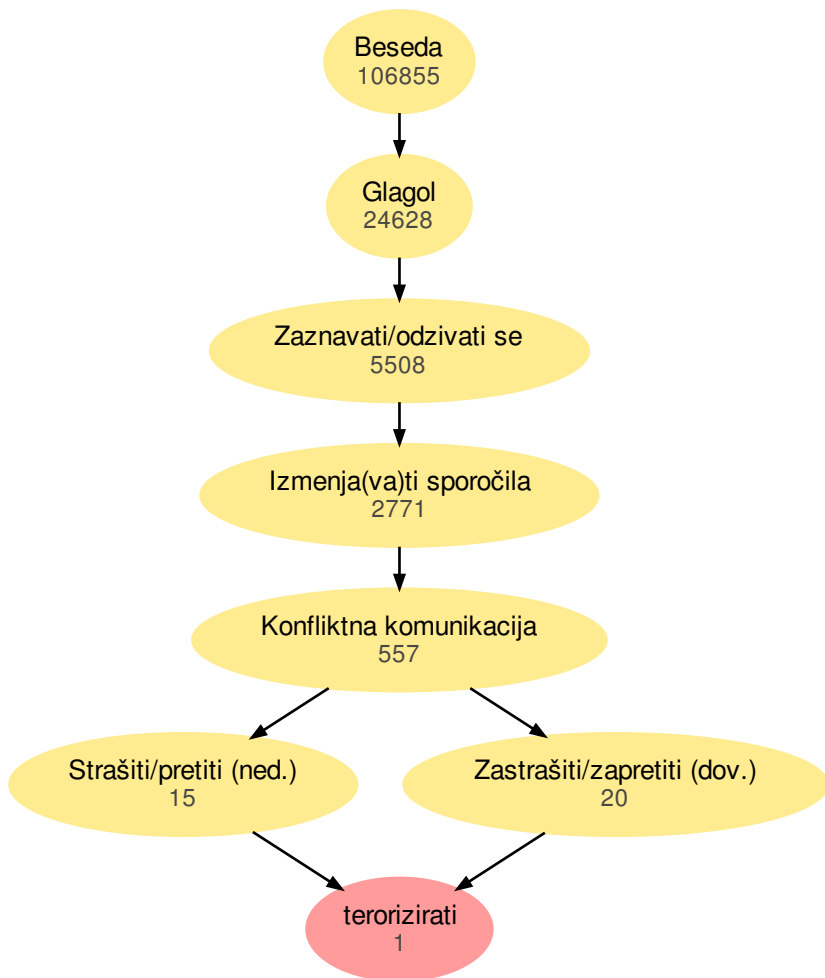 Beseda
106855
Glagol
24628
Zaznavati/odzivati se
5508
Izmenja(va)ti sporočila
2771
Konfliktna komunikacija
557
Strašiti/pretiti (ned.)
15
Zastrašiti/zapretiti (dov.)
20
terorizirati
1